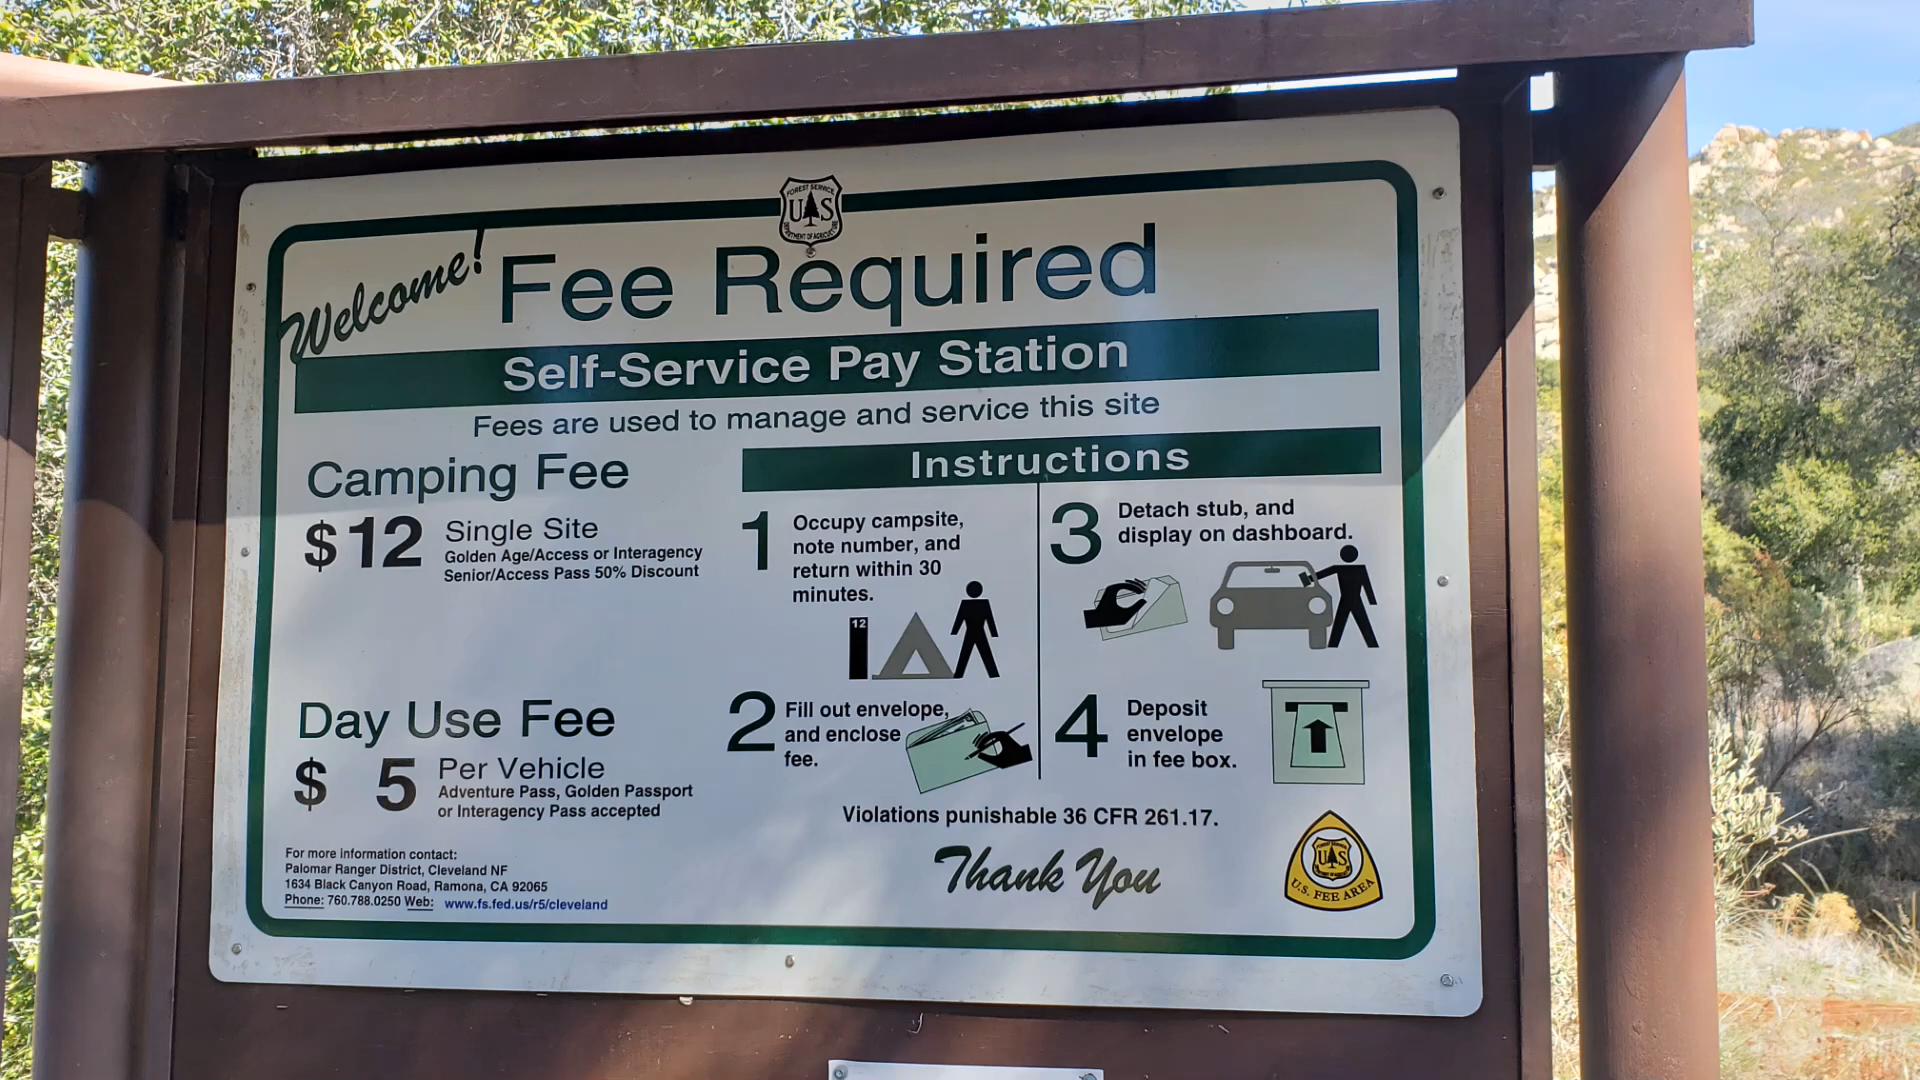 FOREST SERVICE
US
DEPARTMENT OF AGRICULTURE
Welcome!
Fee Required
Self-Service Pay Station
Fees are used to manage and service this site
Camping Fee
$12 Single Site
Golden Age/Access or Interagency
Senior/Access Pass 50% Discount
Day Use Fee
$ 5 Per Vehicle
Adventure Pass, Golden Passport
or Interagency Pass accepted
For more information contact:
Palomar Ranger District, Cleveland NF
1634 Black Canyon Road, Ramona, CA 92065
Phone: 760.788.0250 Web: www.fs.fed.us/r5/cleveland
Instructions
1 Occupy campsite,
note number, and
return within 30
minutes.
12
2 Fill out envelope,
and enclose
fee.
3 Detach stub, and
display on dashboard.
4 Deposit
envelope
in fee box.
Violations punishable 36 CFR 261.17.
Thank You
FOREST SERVICE
US
U.S. FEE AREA